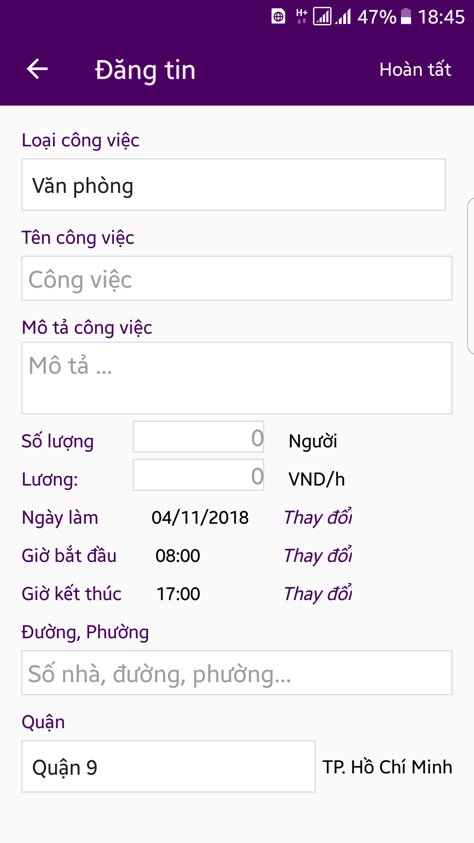 H+ 47% 18:45
Đăng tin Hoàn tất
Loại công việc
Văn phòng
Tên công việc
Công việc
Mô tả công việc
Mô tả ...
Số lượng 0 Người
Lương: 0 VND/h
Ngày làm 04/11/2018 Thay đổi
Giờ bắt đầu 08:00 Thay đổi
Giờ kết thúc 17:00 Thay đổi
Đường, Phường
Số nhà, đường, phường...
Quận
Quận 9 TP. Hồ Chí Minh